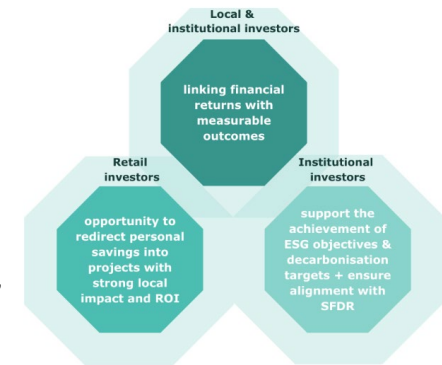 Local &
institutional investors
linking financial
returns with
measurable
outcomes
Retail
investors
opportunity to
redirect personal
savings into
projects with
strong local
impact and ROI
Institutional
investors
support the
achievement of
ESG objectives &
decarbonisation
targets + ensure
alignment with
SFDR